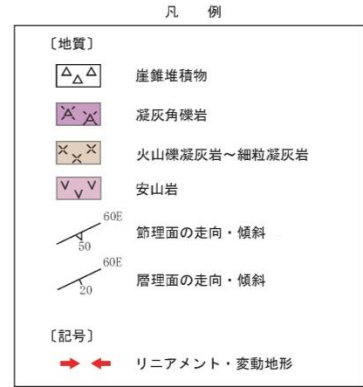 凡 例
〔地質〕
崖錐堆積物
凝灰角礫岩
火山礫凝灰岩～細粒凝灰岩
安山岩
60E
50
節理面の走向・傾斜
60E
20
層理面の走向・傾斜
〔記号〕
リニアメント・変動地形